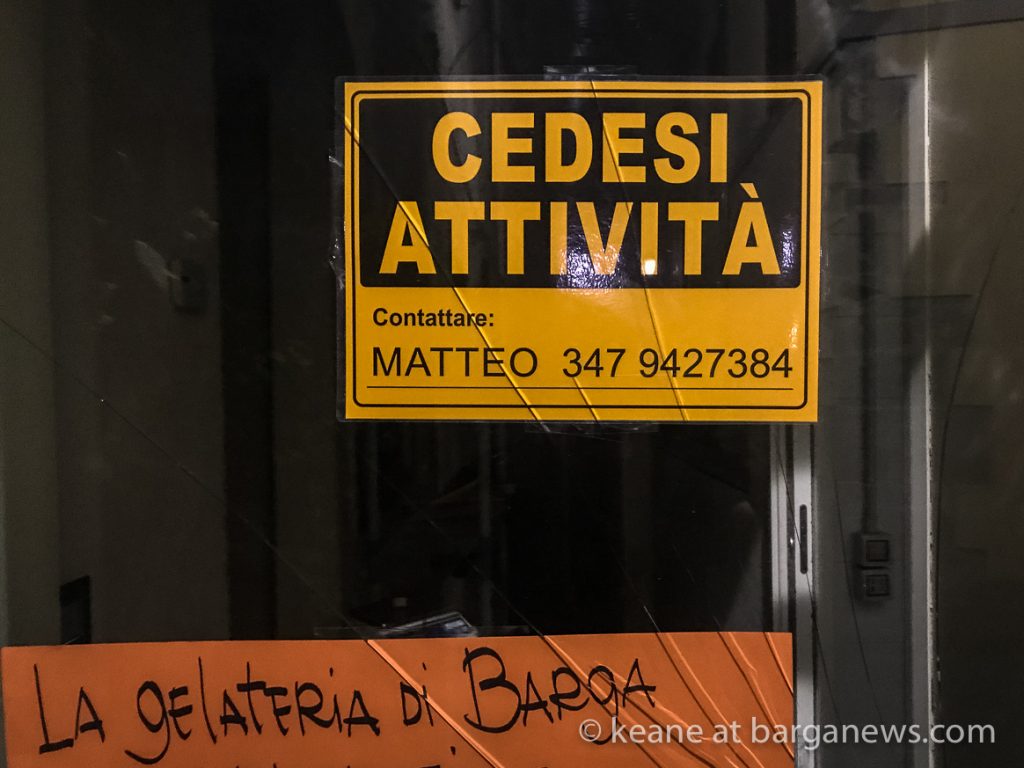 CEDESI
ATTIVITÀ
Contattare:
MATTEO 347 9427384
LA gelateria di BARGA
© keane at barganews.com